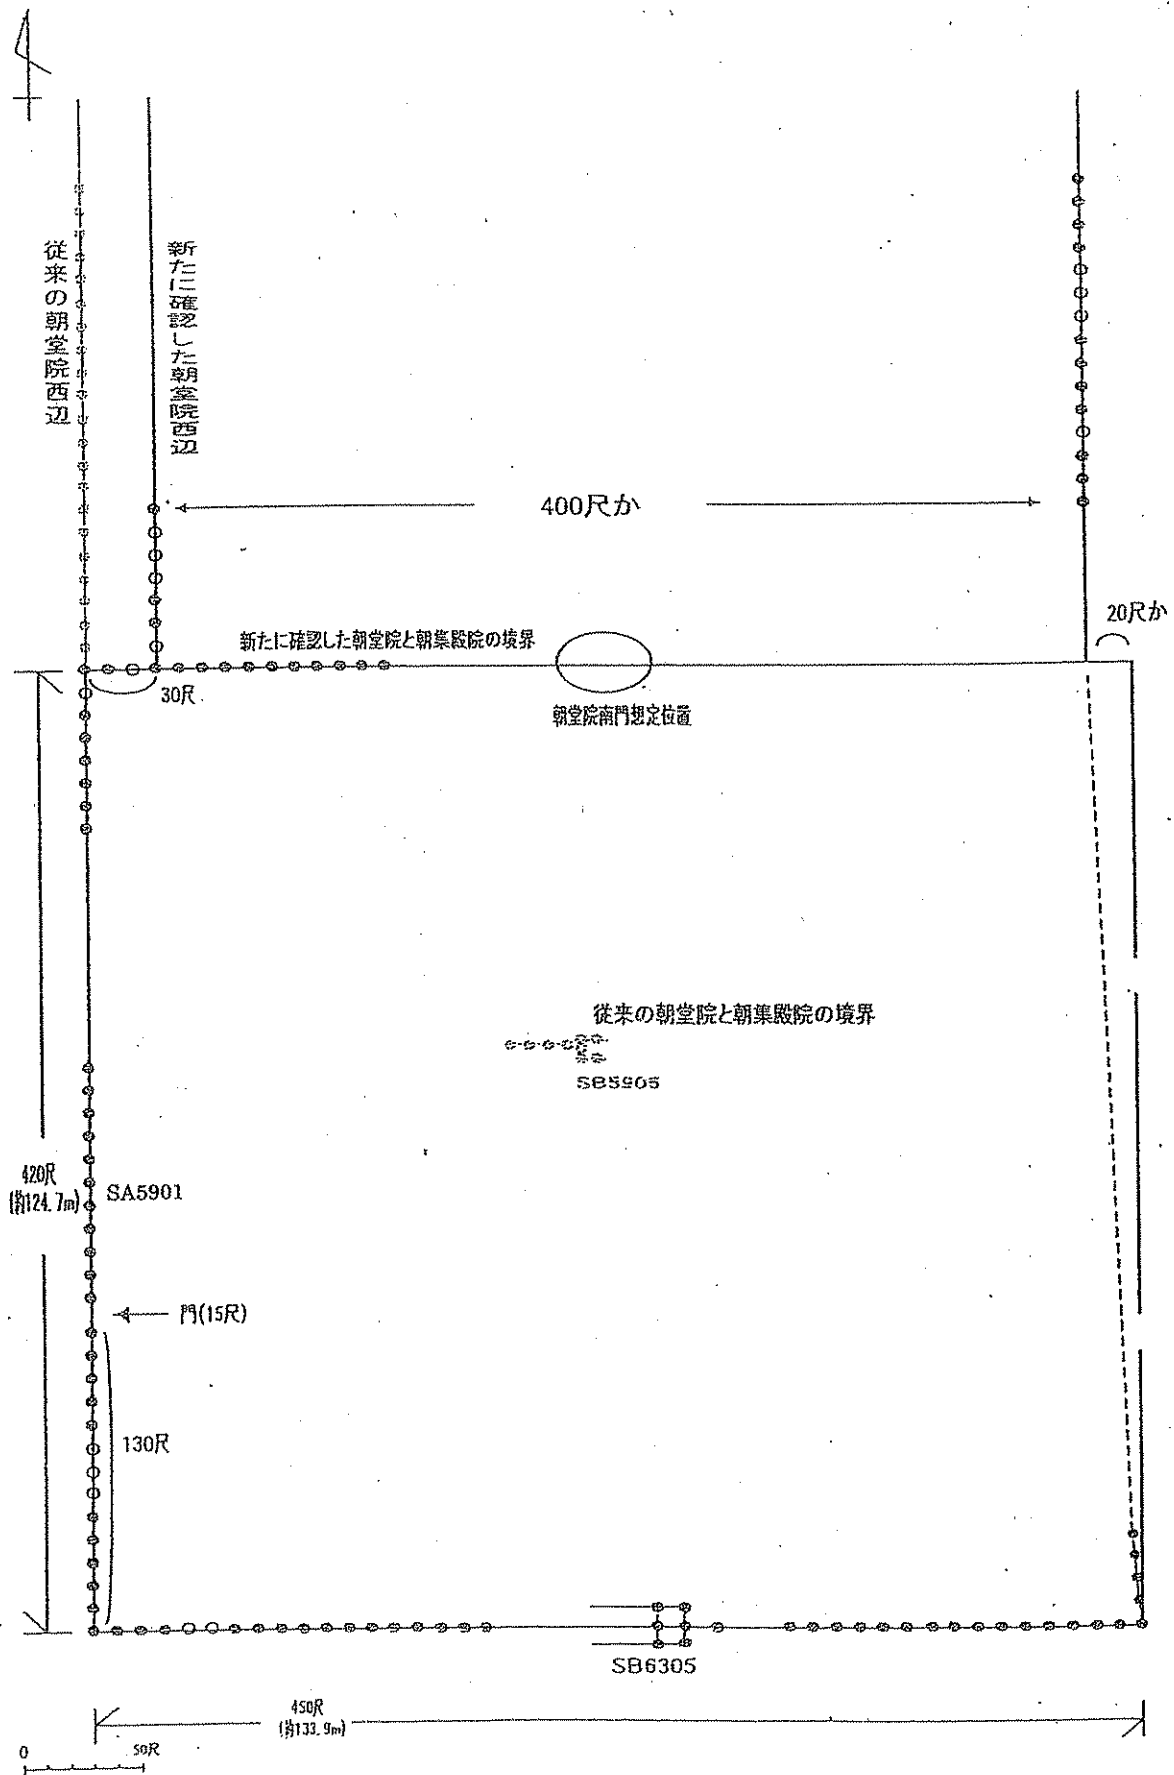 従来の朝堂院西辺
新たに確認した朝堂院西辺
400尺か
20尺か
新たに確認した朝堂院と朝集殿院の境界
30尺
朝堂院南門想定位置
従来の朝堂院と朝集殿院の境界
SB5905
420尺
(約124.7m)
SA5901
門(15尺)
130尺
SB6305
450尺
(約133.9m)
0
50尺